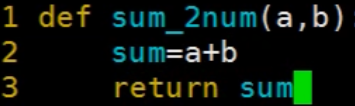 1 def sum_2num(a,b)
2     sum=a+b
3     return sum